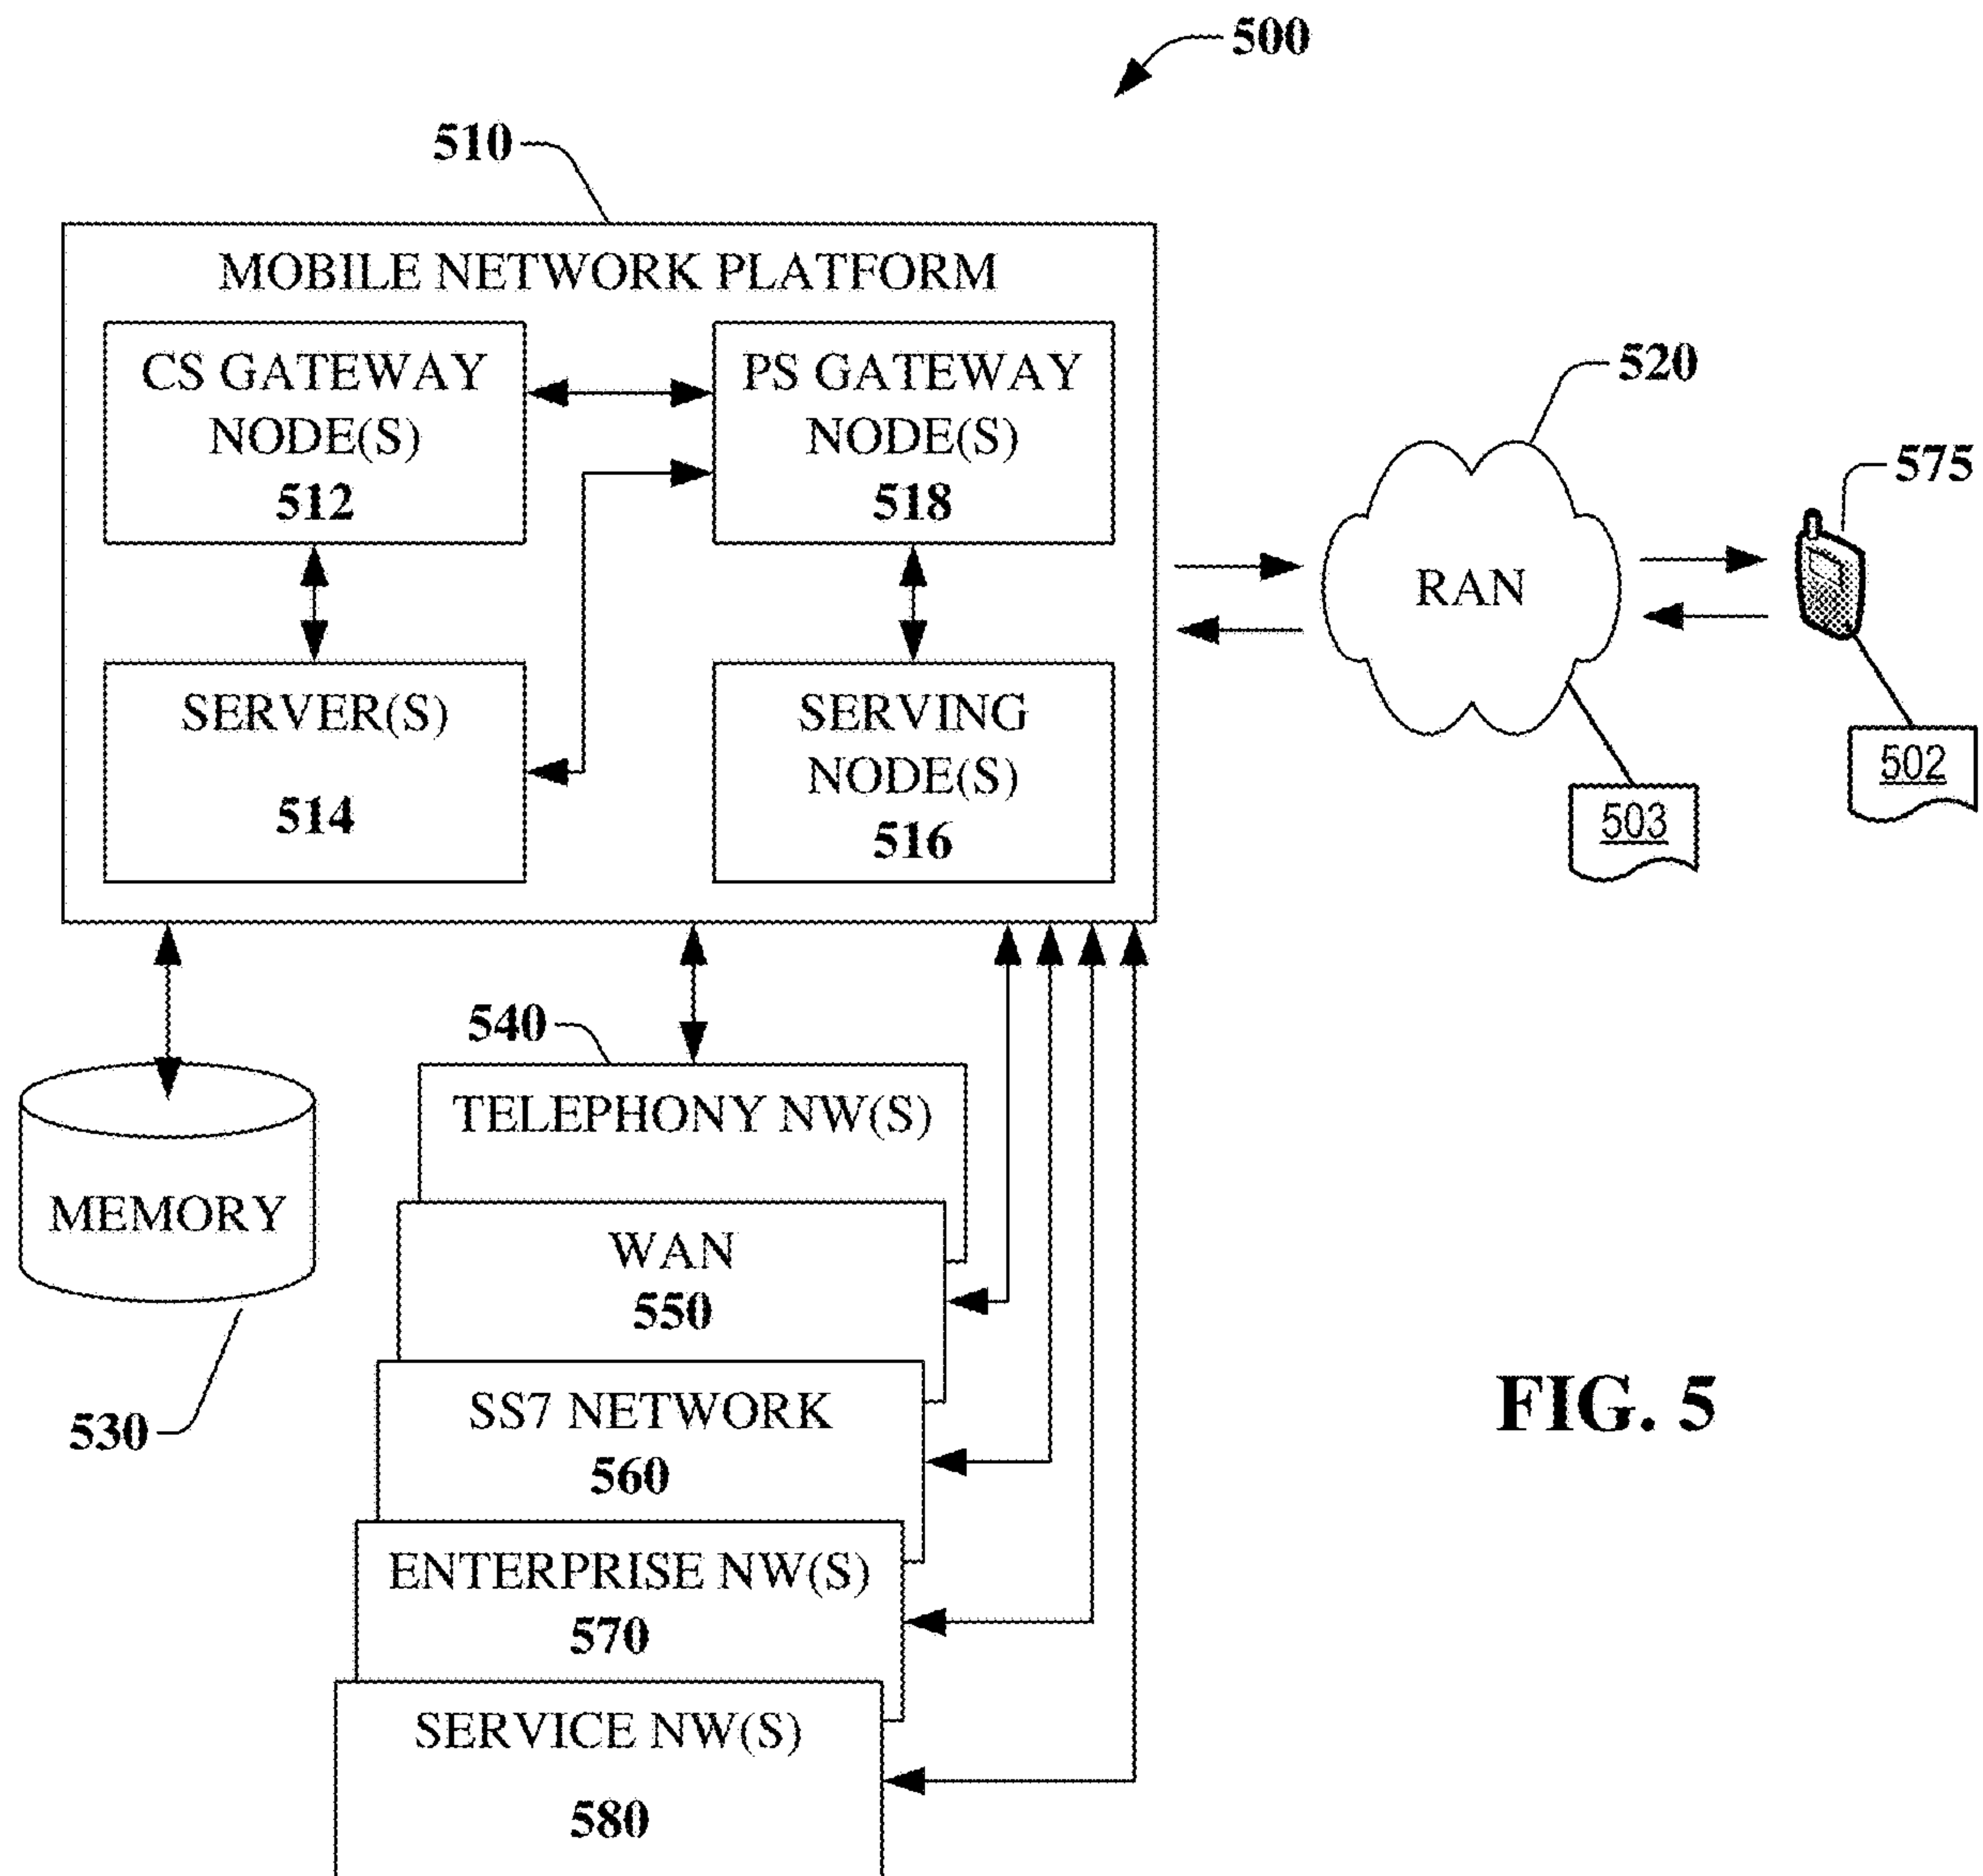 500
510
MOBILE NETWORK PLATFORM
CS GATEWAY
NODE(S)
512
PS GATEWAY
NODE(S)
518
SERVER(S)
514
SERVING
NODE(S)
516
520
RAN
575
502
503
540
TELEPHONY NW(S)
MEMORY
530
WAN
550
SS7 NETWORK
560
ENTERPRISE NW(S)
570
SERVICE NW(S)
580
FIG. 5